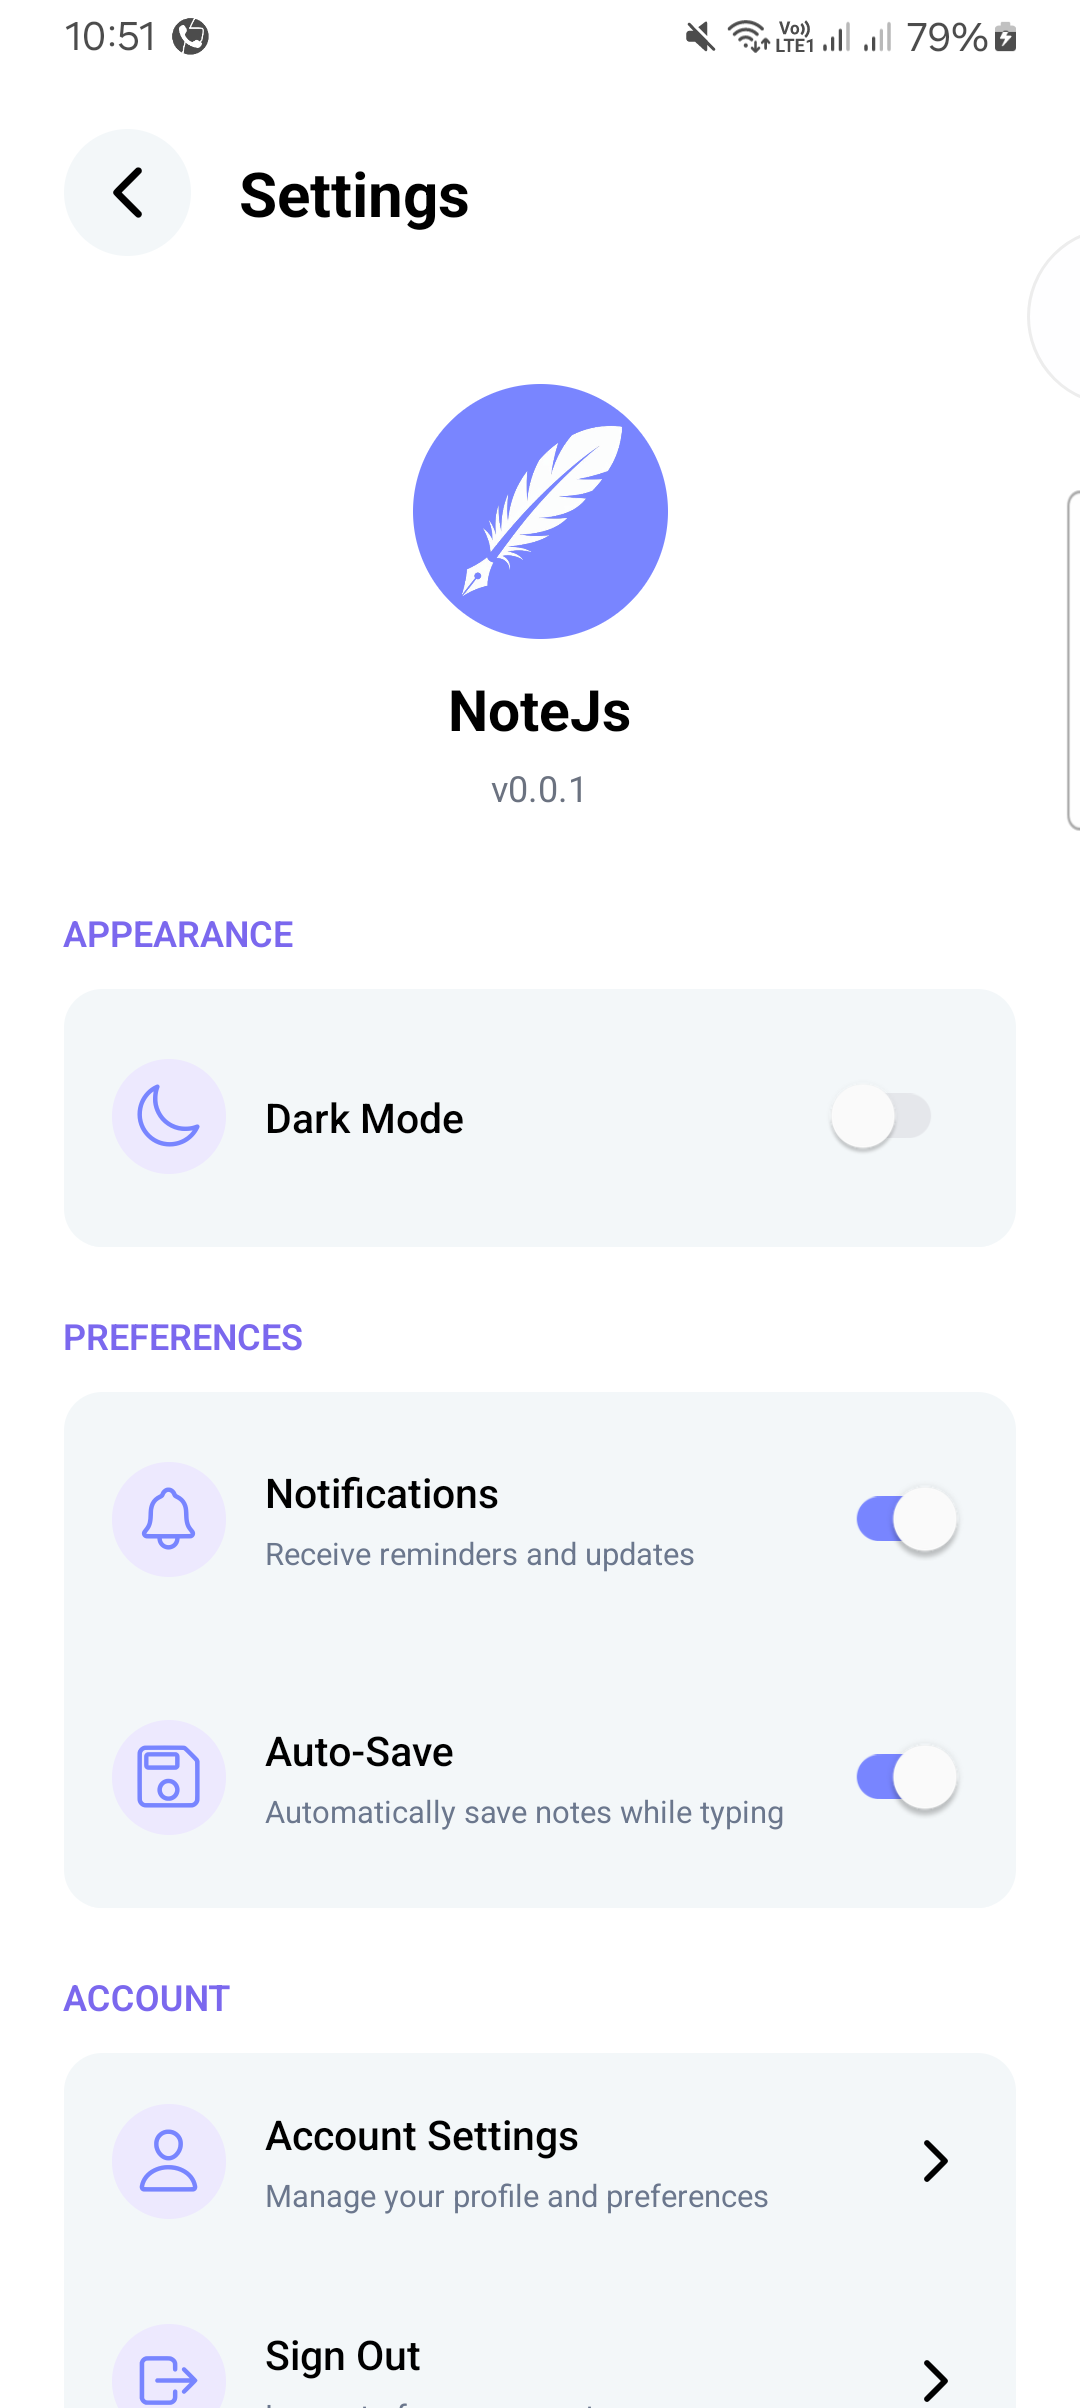 10:51
Vo)) LTE1 79%
Settings
NoteJs
v0.0.1
APPEARANCE
Dark Mode
PREFERENCES
Notifications
Receive reminders and updates
Auto-Save
Automatically save notes while typing
ACCOUNT
Account Settings
Manage your profile and preferences
Sign Out